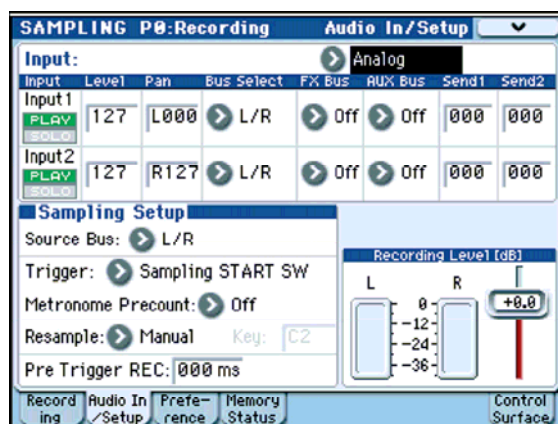 SAMPLING P0:Recording Audio In/Setup
Input: Analog
Input Level Pan Bus Select FX Bus AUX Bus Send1 Send2
Input1
PLAY 127 L000 L/R Off Off 000 000
SOLO
Input2
PLAY 127 R127 L/R Off Off 000 000
SOLO
Sampling Setup
Source Bus: L/R
Trigger: Sampling START SW
Metronome Precount: Off
Resample: Manual Key: C2
Pre Trigger REC: 000 ms
Recording Level [dB]
L R
0
+0.0
-12
-24
-36
Record
ing
Audio In
/Setup
Prefe-
rence
Memory
Status
Control
Surface